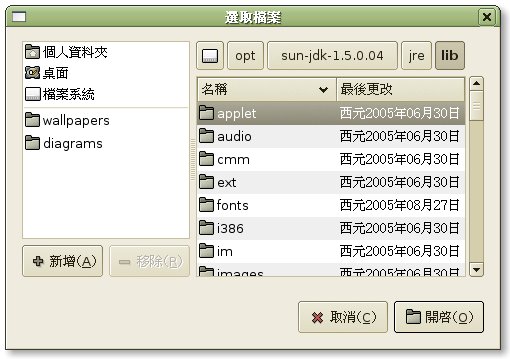 選取檔案
個人資料夾
桌面
檔案系統
wallpapers
diagrams
opt sun-jdk-1.5.0.04 jre lib
名稱 最後更改
applet 西元2005年06月30日
audio 西元2005年06月30日
cmm 西元2005年06月30日
ext 西元2005年06月30日
fonts 西元2005年08月27日
i386 西元2005年06月30日
im 西元2005年06月30日
images 西元2005年06月30日
新增(A) 移除(R)
取消(C) 開啓(O)